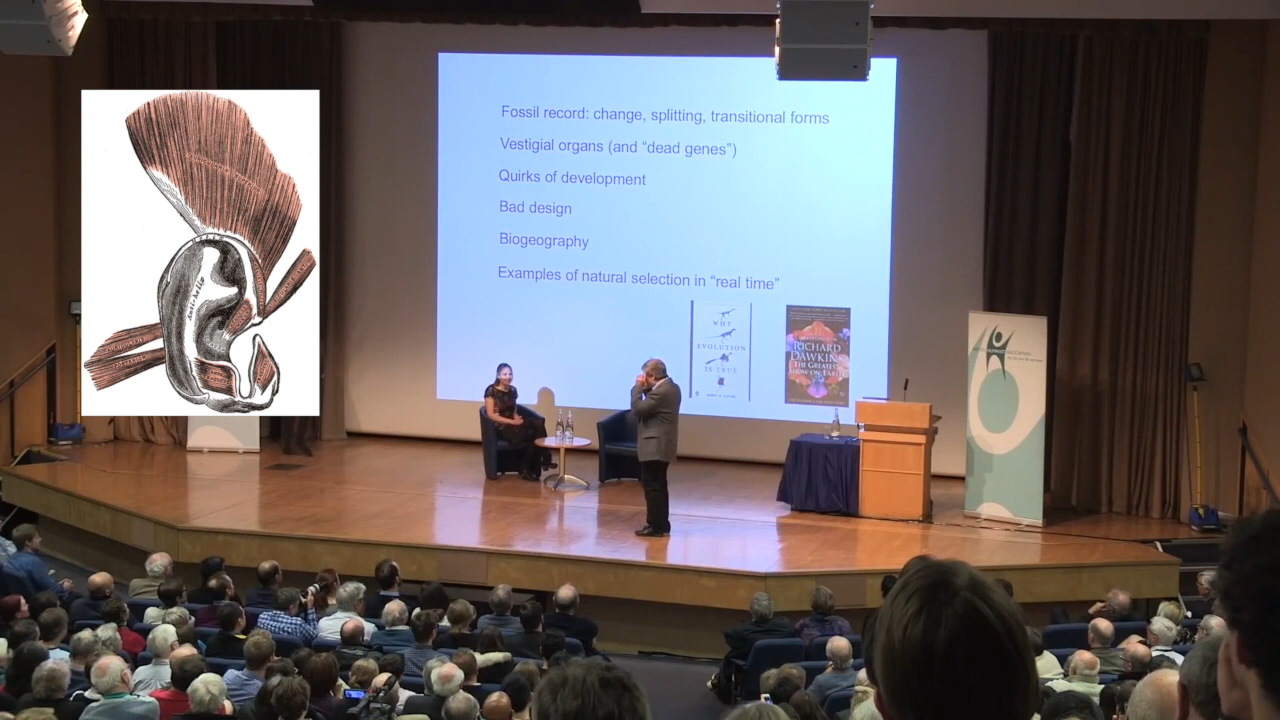 Fossil record: change, splitting, transitional forms
Vestigial organs (and “dead genes”)
Quirks of development
Bad design
Biogeography
Examples of natural selection in “real time”
WHY
EVOLUTION
IS TRUE
RICHARD
DAWKINS
THE GREATEST
SHOW ON EARTH